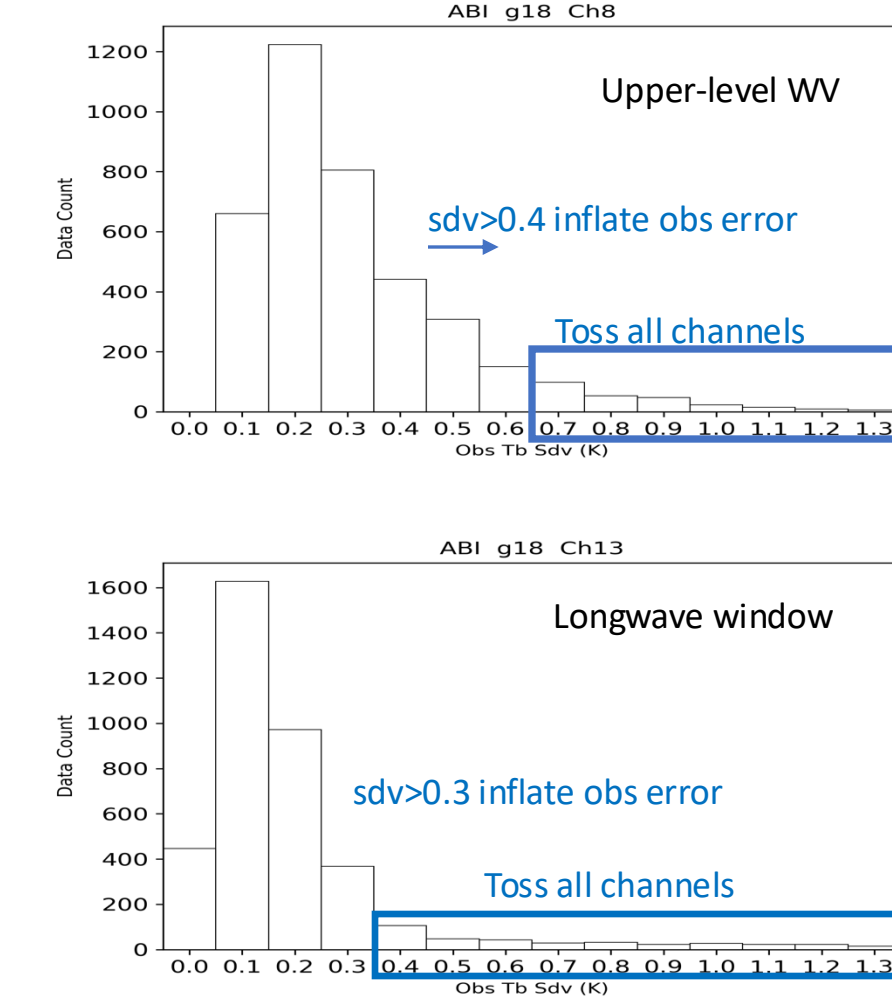 ABI g18 Ch8
Upper-level WV
sdv>0.4 inflate obs error
Toss all channels
Data Count
1200
1000
800
600
400
200
0
0.0 0.1 0.2 0.3 0.4 0.5 0.6 0.7 0.8 0.9 1.0 1.1 1.2 1.3
Obs Tb Sdv (K)
ABI g18 Ch13
Longwave window
sdv>0.3 inflate obs error
Toss all channels
Data Count
1600
1400
1200
1000
800
600
400
200
0
0.0 0.1 0.2 0.3 0.4 0.5 0.6 0.7 0.8 0.9 1.0 1.1 1.2 1.3
Obs Tb Sdv (K)